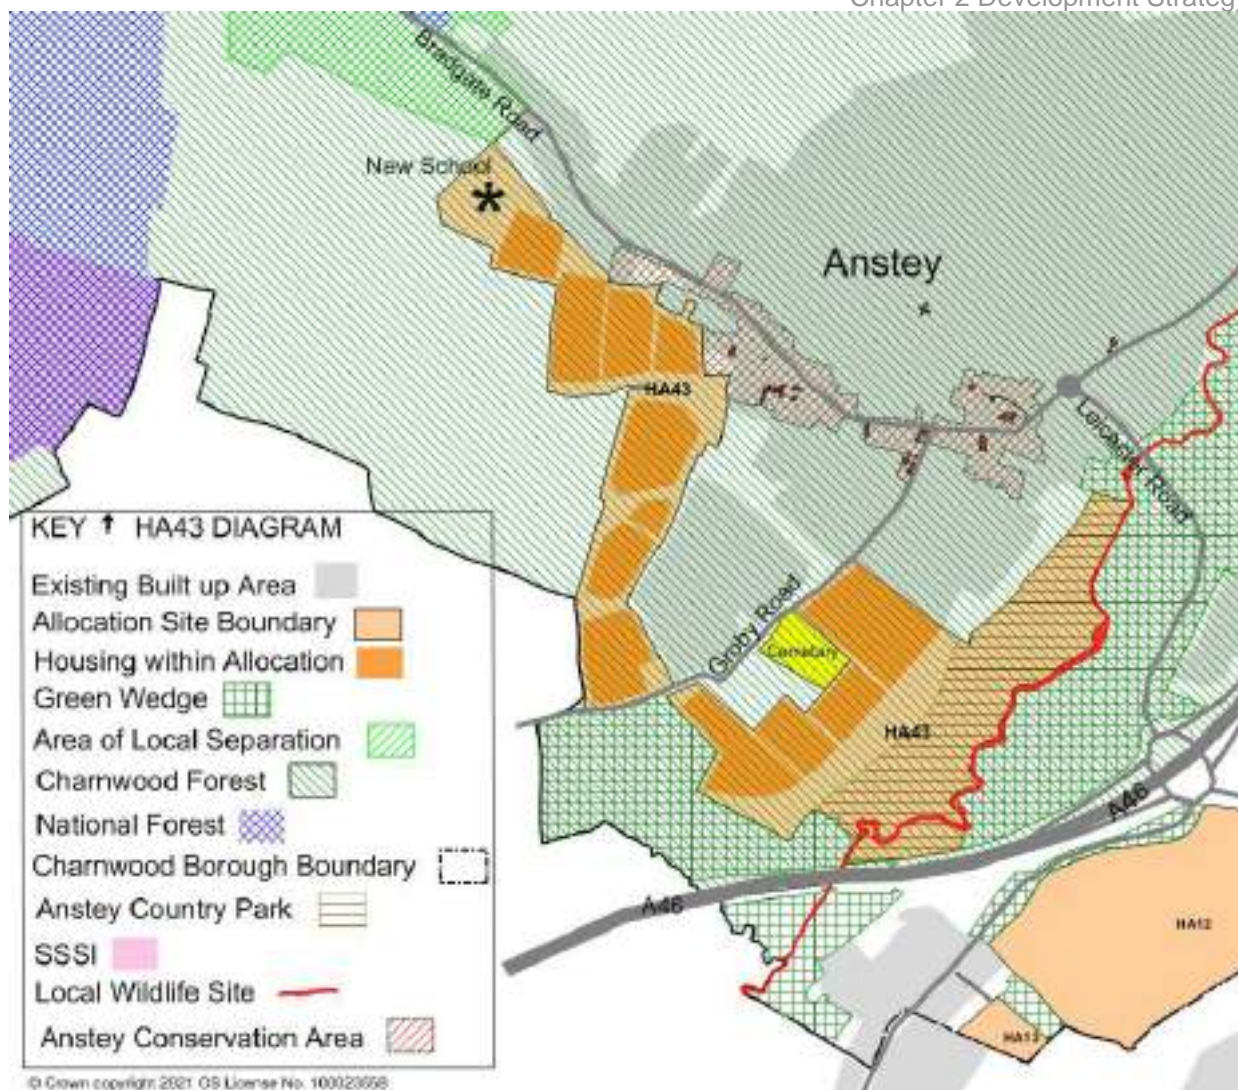 Chapter 2 Development Strateg
Bradgate Road
New School
*
Anstey
HA43
Leicester Road
Groby Road
Cemetary
HA43
A46
A46
HA12
HA13
KEY ↑ HA43 DIAGRAM
Existing Built up Area
Allocation Site Boundary
Housing within Allocation
Green Wedge
Area of Local Separation
Charnwood Forest
National Forest
Charnwood Borough Boundary
Anstey Country Park
SSSI
Local Wildlife Site
Anstey Conservation Area
© Crown copyright 2021 OS License No. 100023558